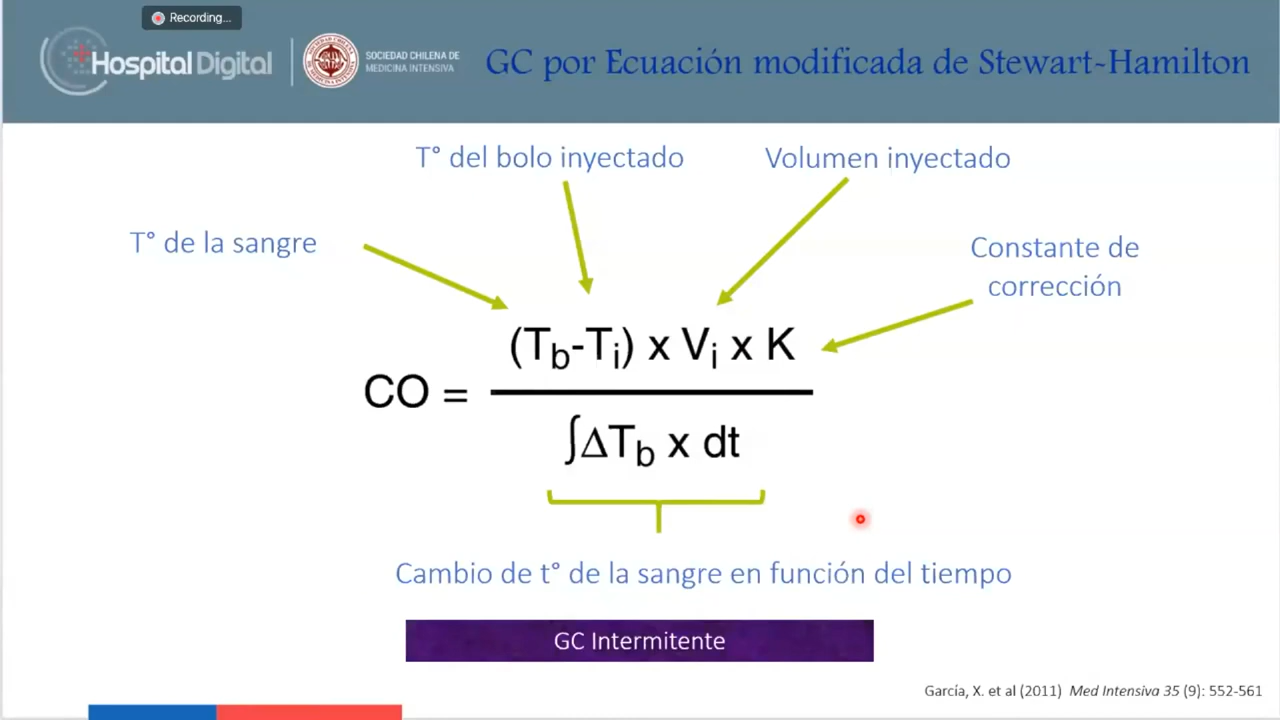 Recording...
Hospital Digital
SOCIEDAD CHILENA DE
MEDICINA INTENSIVA
GC por Ecuación modificada de Stewart-Hamilton
T° del bolo inyectado
Volumen inyectado
T° de la sangre
Constante de
corrección
(Tb-Ti) x Vi x K
CO =
∫ΔTb x dt
Cambio de t° de la sangre en función del tiempo
GC Intermitente
García, X. et al (2011) Med Intensiva 35 (9): 552-561